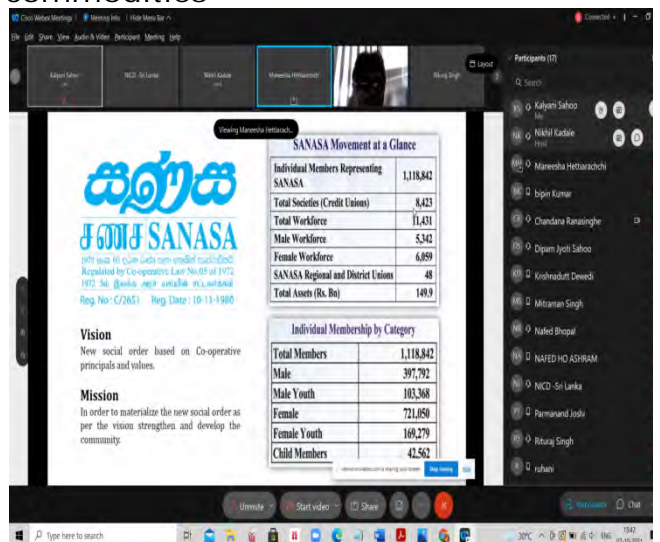 commodities
Cisco Webex Meetings Meeting Info Hide Menu Bar
Connected
File Edit Share View Audio & Video Participant Meeting Help
Layout
Kalyani Sahoo
NICD -Sri Lanka
Nikhil Kadale
Maneesha Hettiarachchi
Rituraj Singh
Viewing Maneesha Hettiarach...
සණස
சணச SANASA
Regulated by Co-operative Law No.05 of 1972
Reg. No : C/2651 Reg. Date : 10-11-1980
Vision
New social order based on Co-operative
principals and values.
Mission
In order to materialize the new social order as
per the vision strengthen and develop the
community.
SANASA Movement at a Glance
Individual Members Representing
SANASA 1,118,842
Total Societies (Credit Unions) 8,423
Total Workforce 11,431
Male Workforce 5,342
Female Workforce 6,059
SANASA Regional and District Unions 48
Total Assets (Rs. Bn) 149.9
Individual Membership by Category
Total Members 1,118,842
Male 397,792
Male Youth 103,368
Female 721,050
Female Youth 169,279
Child Members 42,562
Stop sharing Hide
Participants (17)
Search
Kalyani Sahoo
Me
Nikhil Kadale
Host
Maneesha Hettiarachchi
bipin Kumar
Chandana Ranasinghe
Dipam Jyoti Sahoo
Krishnadutt Dewedi
Mitraman Singh
Nafed Bhopal
NAFED HO ASHRAM
NICD -Sri Lanka
Parmanand Joshi
Rituraj Singh
ruhani
Unmute Start video Share
Participants Chat
Type here to search
30°C ENG 15:42